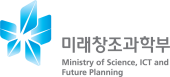 미래창조과학부
Ministry of Science, ICT and
Future Planning